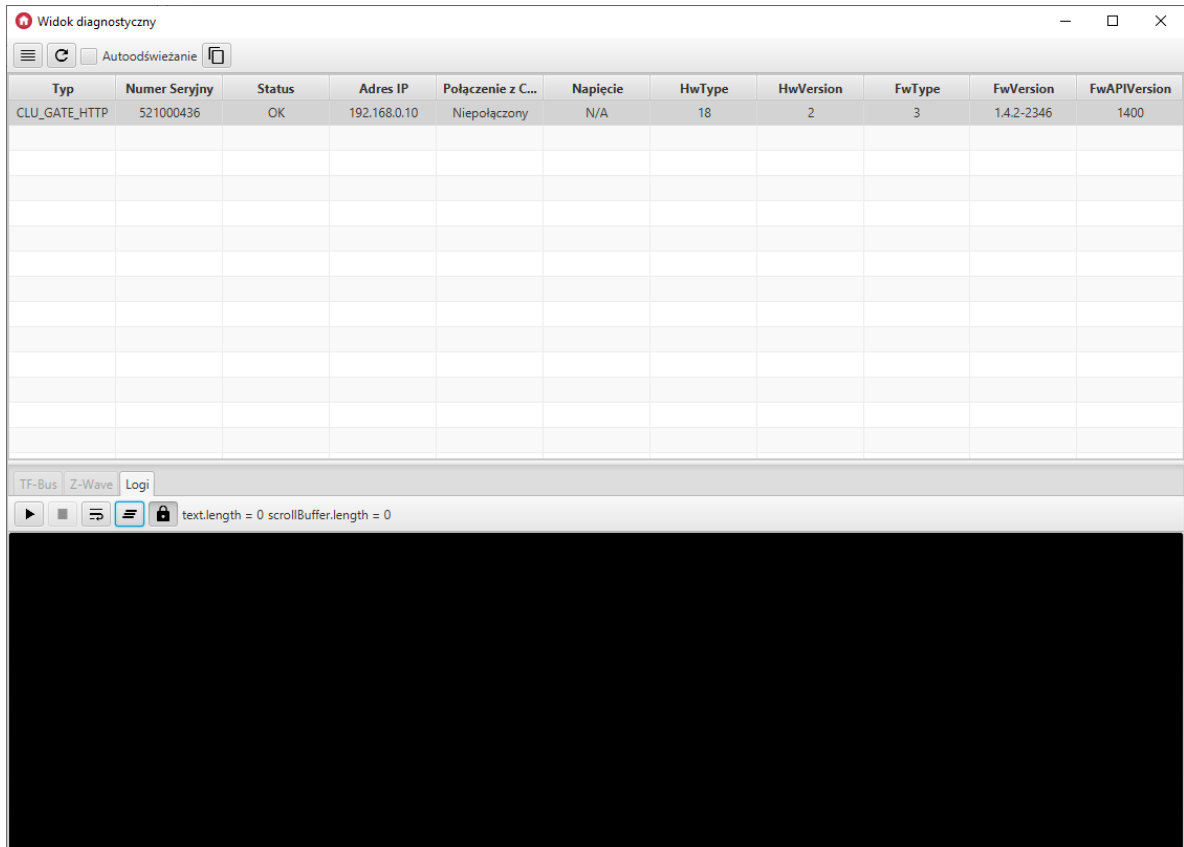 Widok diagnostyczny
Autoodświeżanie
Typ Numer Seryjny Status Adres IP Połączenie z C... Napięcie HwType HwVersion FwType FwVersion FwAPIVersion
CLU_GATE_HTTP 521000436 OK 192.168.0.10 Niepołączony N/A 18 2 3 1.4.2-2346 1400
TF-Bus Z-Wave Logi
text.length = 0 scrollBuffer.length = 0